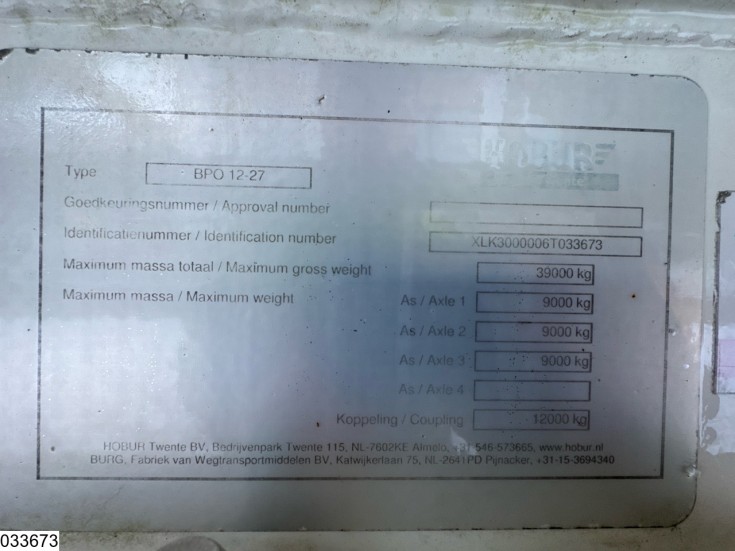 HOBUR
Type BPO 12-27
Goedkeuringsnummer / Approval number
Identificatienummer / Identification number XLK3000006T033673
Maximum massa totaal / Maximum gross weight 39000 kg
Maximum massa / Maximum weight As / Axle 1 9000 kg
As / Axle 2 9000 kg
As / Axle 3 9000 kg
As / Axle 4
Koppeling / Coupling 12000 kg
HOBUR Twente BV, Bedrijvenpark Twente 115, NL-7602KE Almelo, +31-546-573665, www.hobur.nl
BURG, Fabriek van Wegtransportmiddelen BV, Katwijkerlaan 75, NL-2641PD Pijnacker, +31-15-3694340
033673